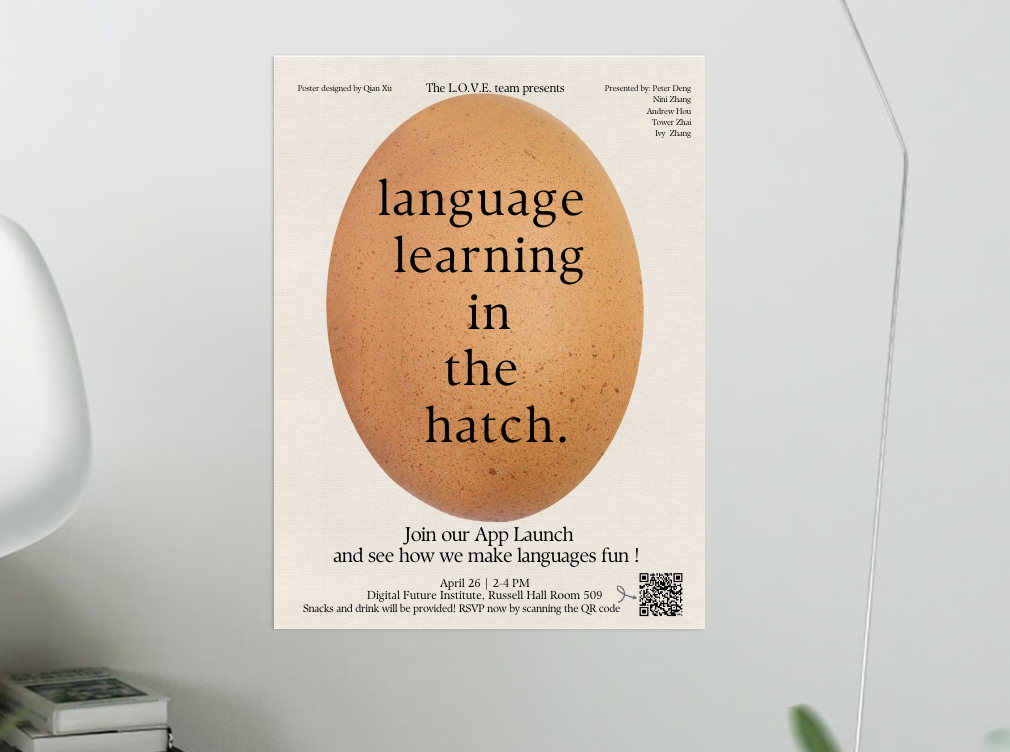 Poster designed by Qian Xu
The L.O.V.E. team presents
Presented by: Peter Deng
Nini Zhang
Andrew Hou
Tower Zhai
Ivy Zhang
language
learning
in
the
hatch.
Join our App Launch
and see how we make languages fun !
April 26 | 2-4 PM
Digital Future Institute, Russell Hall Room 509
Snacks and drink will be provided! RSVP now by scanning the QR code